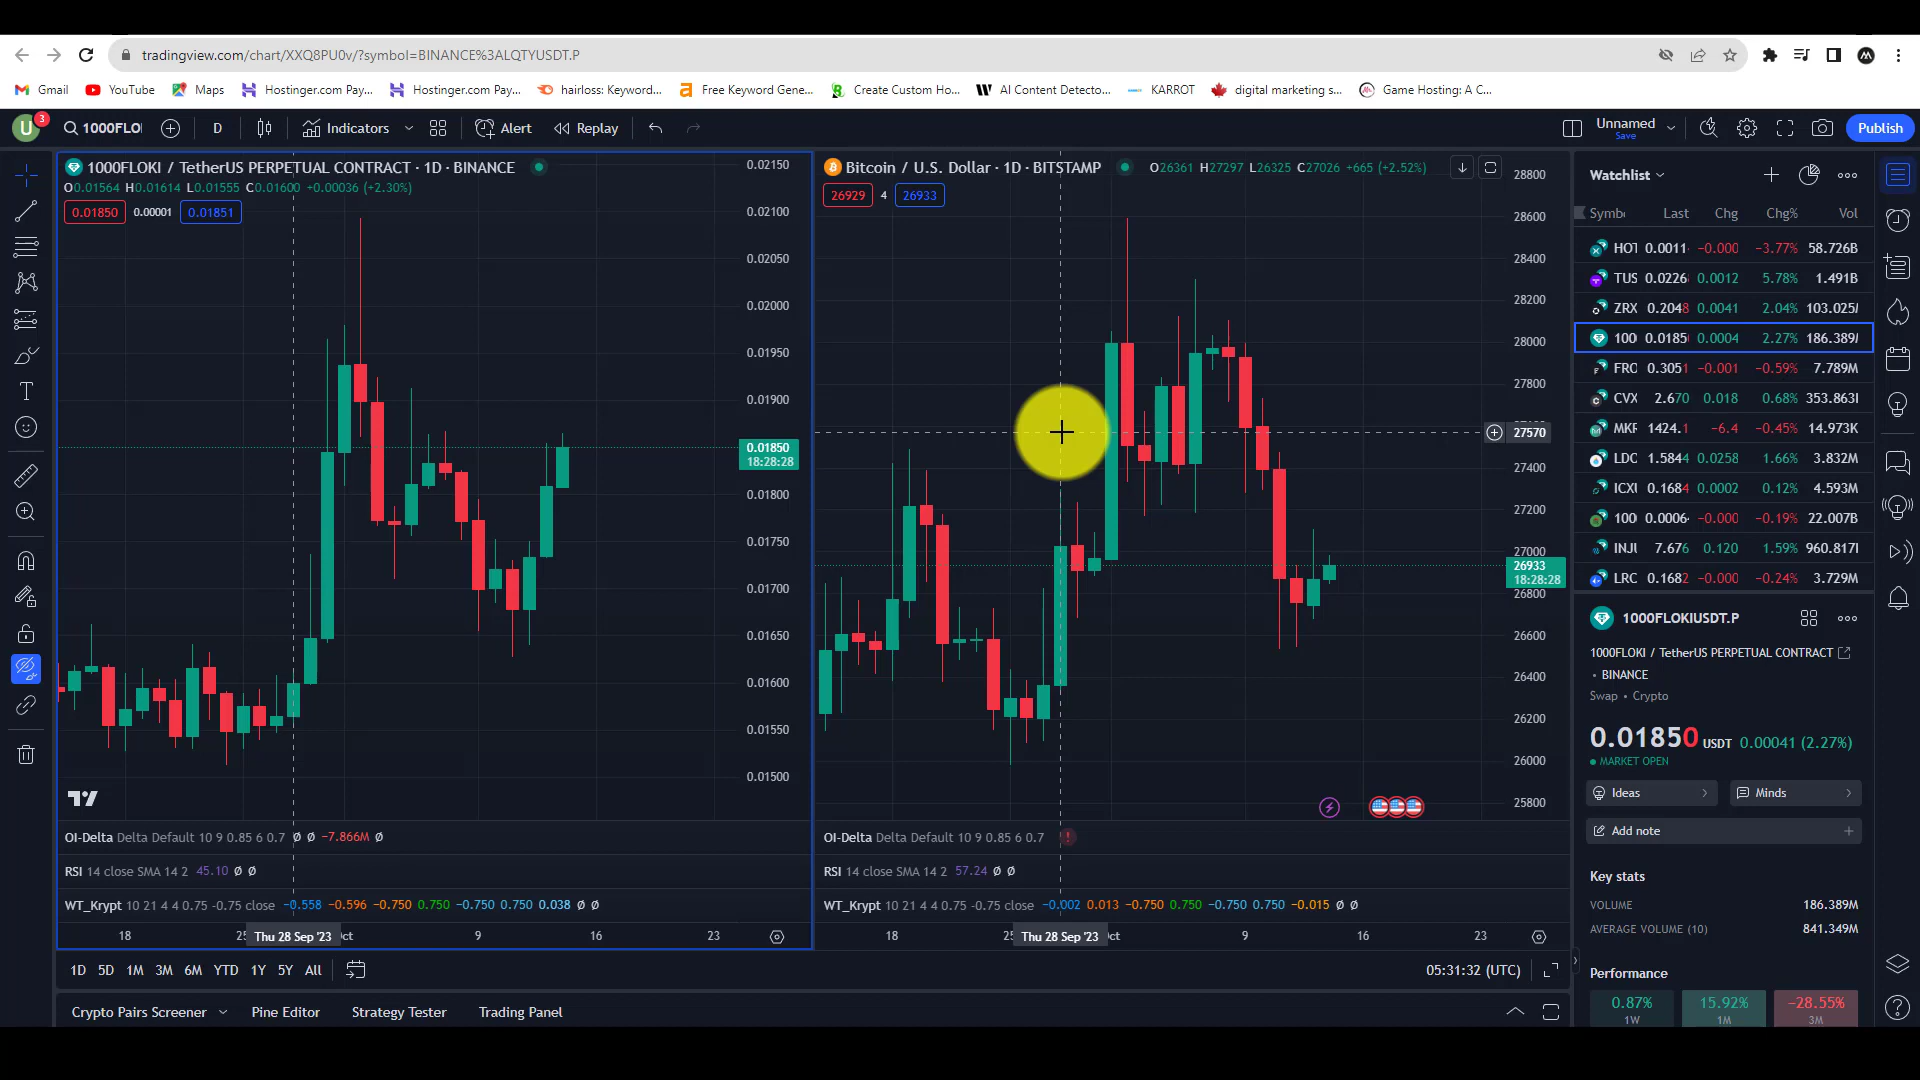 tradingview.com/chart/XXQ8PU0v/?symbol=BINANCE%3ALQTYUSDT.P
Gmail YouTube Maps Hostinger.com Pay... Hostinger.com Pay... hairloss: Keyword... Free Keyword Gene... Create Custom Ho... AI Content Detecto... KARROT digital marketing s... Game Hosting: A C...
U 3 1000FLO D Indicators Alert Replay Unnamed Save Publish
1000FLOKI / TetherUS PERPETUAL CONTRACT · 1D · BINANCE
O0.01564 H0.01614 L0.01555 C0.01600 +0.00036 (+2.30%)
0.01850 0.00001 0.01851
0.02150
0.02100
0.02050
0.02000
0.01950
0.01900
0.01850
18:28:28
0.01800
0.01750
0.01700
0.01650
0.01600
0.01550
0.01500
OI-Delta Delta Default 10 9 0.85 6 0.7 Ø Ø −7.866M Ø
RSI 14 close SMA 14 2 45.10 Ø Ø
WT_Krypt 10 21 4 4 0.75 -0.75 close −0.558 −0.596 −0.750 0.750 −0.750 0.750 0.038 Ø Ø
18 25 Thu 28 Sep '23 ct 9 16 23
Bitcoin / U.S. Dollar · 1D · BITSTAMP O26361 H27297 L26325 C27026 +665 (+2.52%)
26929 4 26933
28800
28600
28400
28200
28000
27800
27570
27400
27200
27000
26933
18:28:28
26800
26600
26400
26200
26000
25800
OI-Delta Delta Default 10 9 0.85 6 0.7 !
RSI 14 close SMA 14 2 57.24 Ø Ø
WT_Krypt 10 21 4 4 0.75 -0.75 close −0.002 0.013 −0.750 0.750 −0.750 0.750 −0.015 Ø Ø
18 25 Thu 28 Sep '23 ct 9 16 23
1D 5D 1M 3M 6M YTD 1Y 5Y All 05:31:32 (UTC)
Crypto Pairs Screener Pine Editor Strategy Tester Trading Panel
Watchlist
Symb Last Chg Chg% Vol
HOT 0.0011 −0.000 −3.77% 58.726B
TUS 0.0226 0.0012 5.78% 1.491B
ZRX 0.2048 0.0041 2.04% 103.025
100 0.0185 0.0004 2.27% 186.389
FRO 0.3051 −0.001 −0.59% 7.789M
CVX 2.670 0.018 0.68% 353.863
MKR 1424.1 −6.4 −0.45% 14.973K
LDO 1.5844 0.0258 1.66% 3.832M
ICX 0.1684 0.0002 0.12% 4.593M
100 0.0006 −0.000 −0.19% 22.007B
INJ 7.676 0.120 1.59% 960.817
LRC 0.1682 −0.000 −0.24% 3.729M
1000FLOKIUSDT.P
1000FLOKI / TetherUS PERPETUAL CONTRACT
• BINANCE
Swap • Crypto
0.01850 USDT 0.00041 (2.27%)
MARKET OPEN
Ideas Minds
Add note
Key stats
VOLUME 186.389M
AVERAGE VOLUME (10) 841.349M
Performance
0.87% 15.92% −28.55%
1W 1M 3M